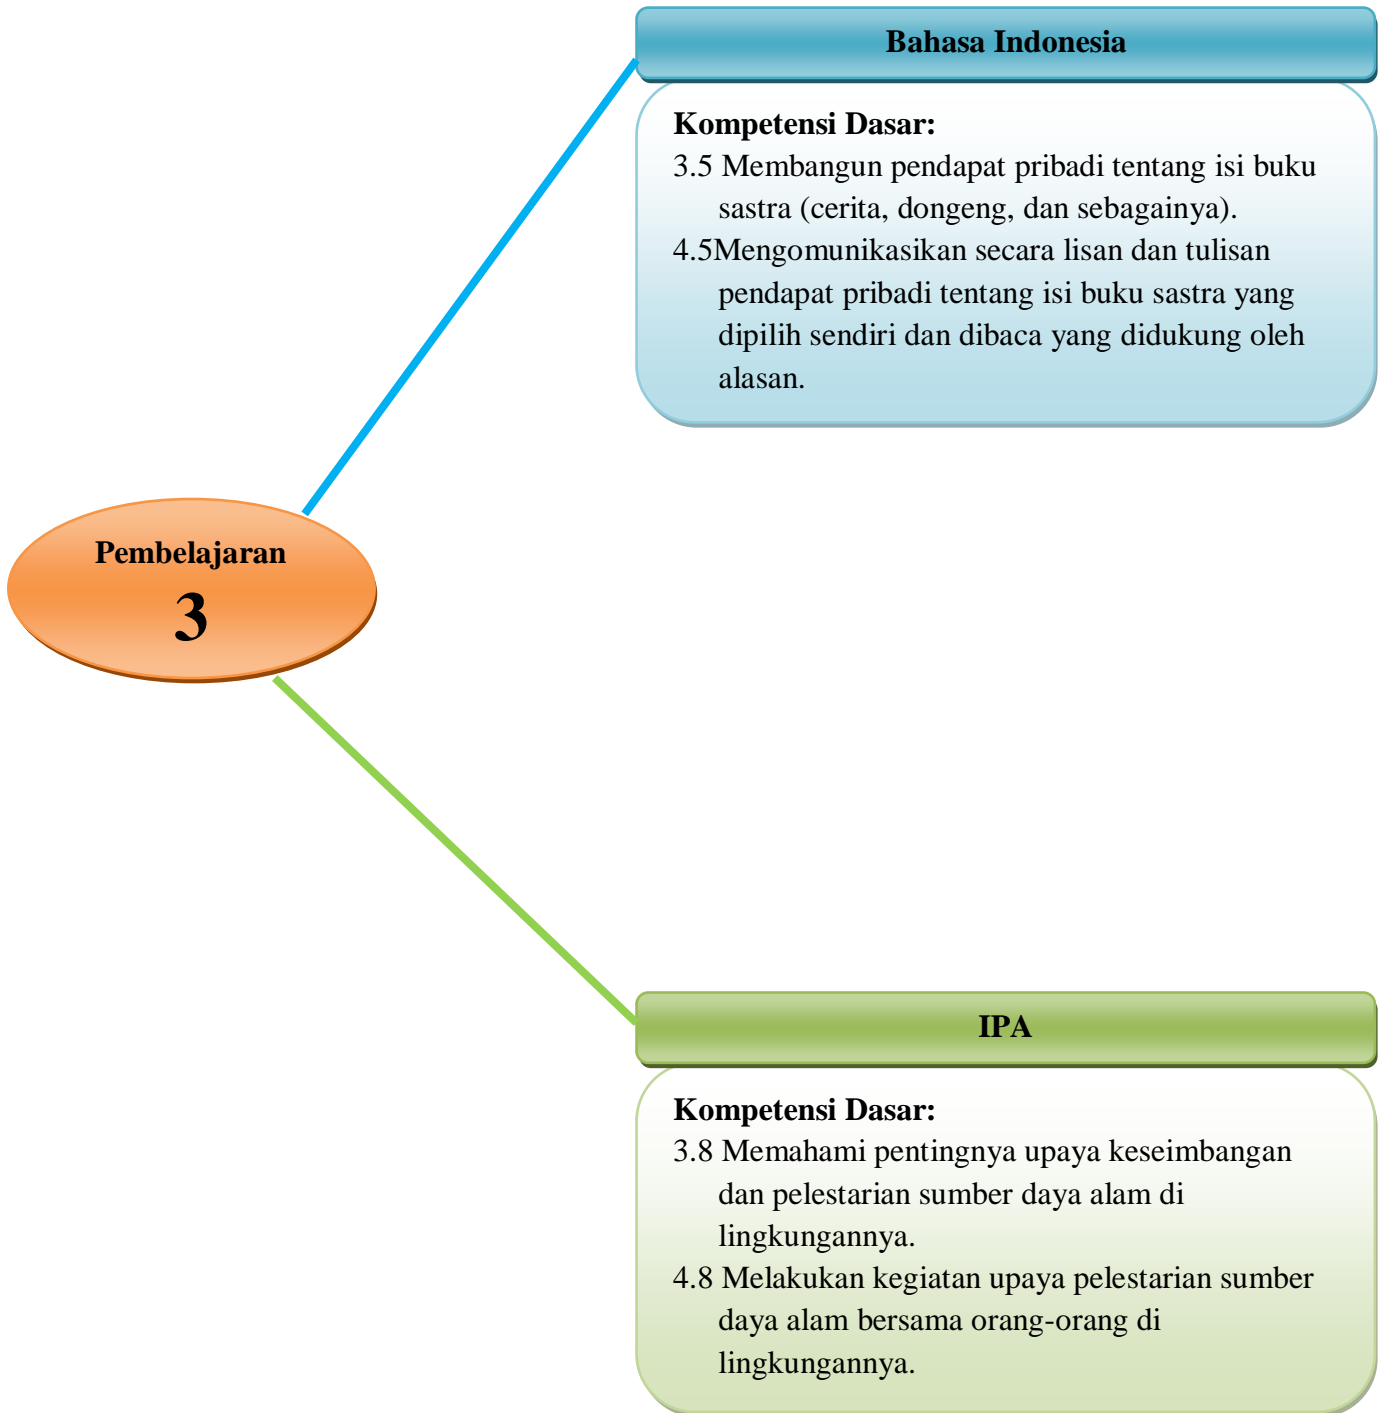 Bahasa Indonesia
Kompetensi Dasar:
3.5 Membangun pendapat pribadi tentang isi buku
sastra (cerita, dongeng, dan sebagainya).
4.5Mengomunikasikan secara lisan dan tulisan
pendapat pribadi tentang isi buku sastra yang
dipilih sendiri dan dibaca yang didukung oleh
alasan.
Pembelajaran
3
IPA
Kompetensi Dasar:
3.8 Memahami pentingnya upaya keseimbangan
dan pelestarian sumber daya alam di
lingkungannya.
4.8 Melakukan kegiatan upaya pelestarian sumber
daya alam bersama orang-orang di
lingkungannya.